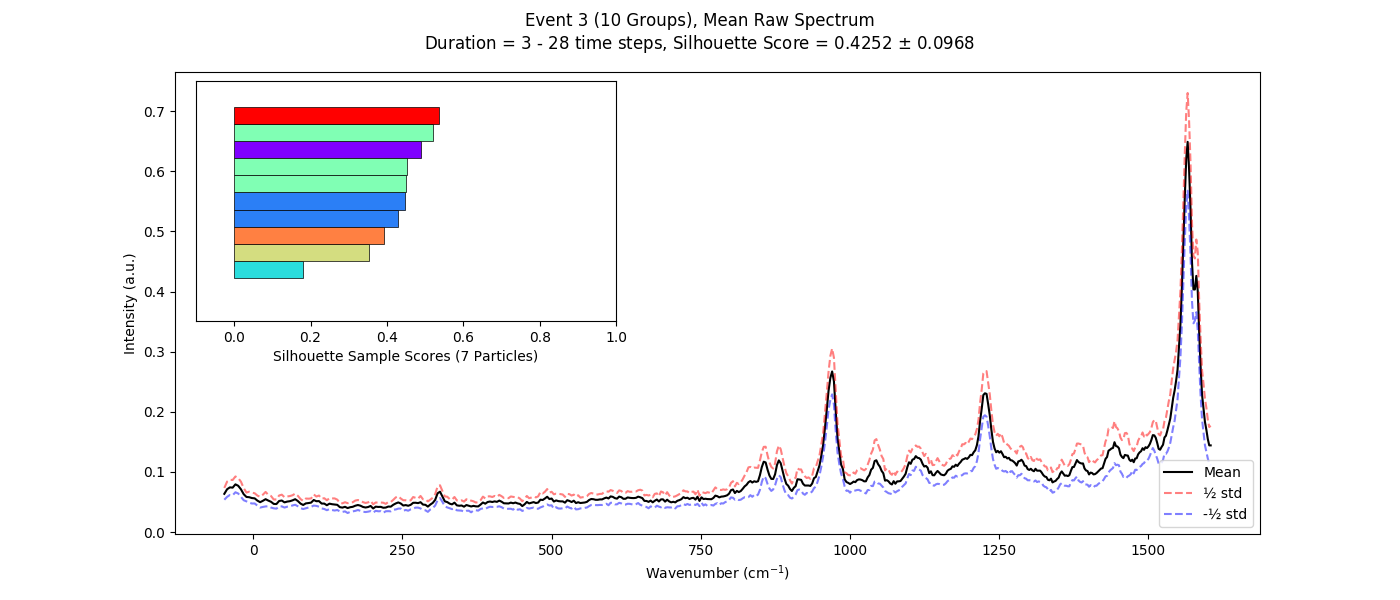 Event 3 (10 Groups), Mean Raw Spectrum
Duration = 3 - 28 time steps, Silhouette Score = 0.4252 ± 0.0968
Intensity (a.u.)
0.7
0.6
0.5
0.4
0.3
0.2
0.1
0.0
0.0 0.2 0.4 0.6 0.8 1.0
Silhouette Sample Scores (7 Particles)
Mean
½ std
-½ std
0 250 500 750 1000 1250 1500
Wavenumber (cm⁻¹)